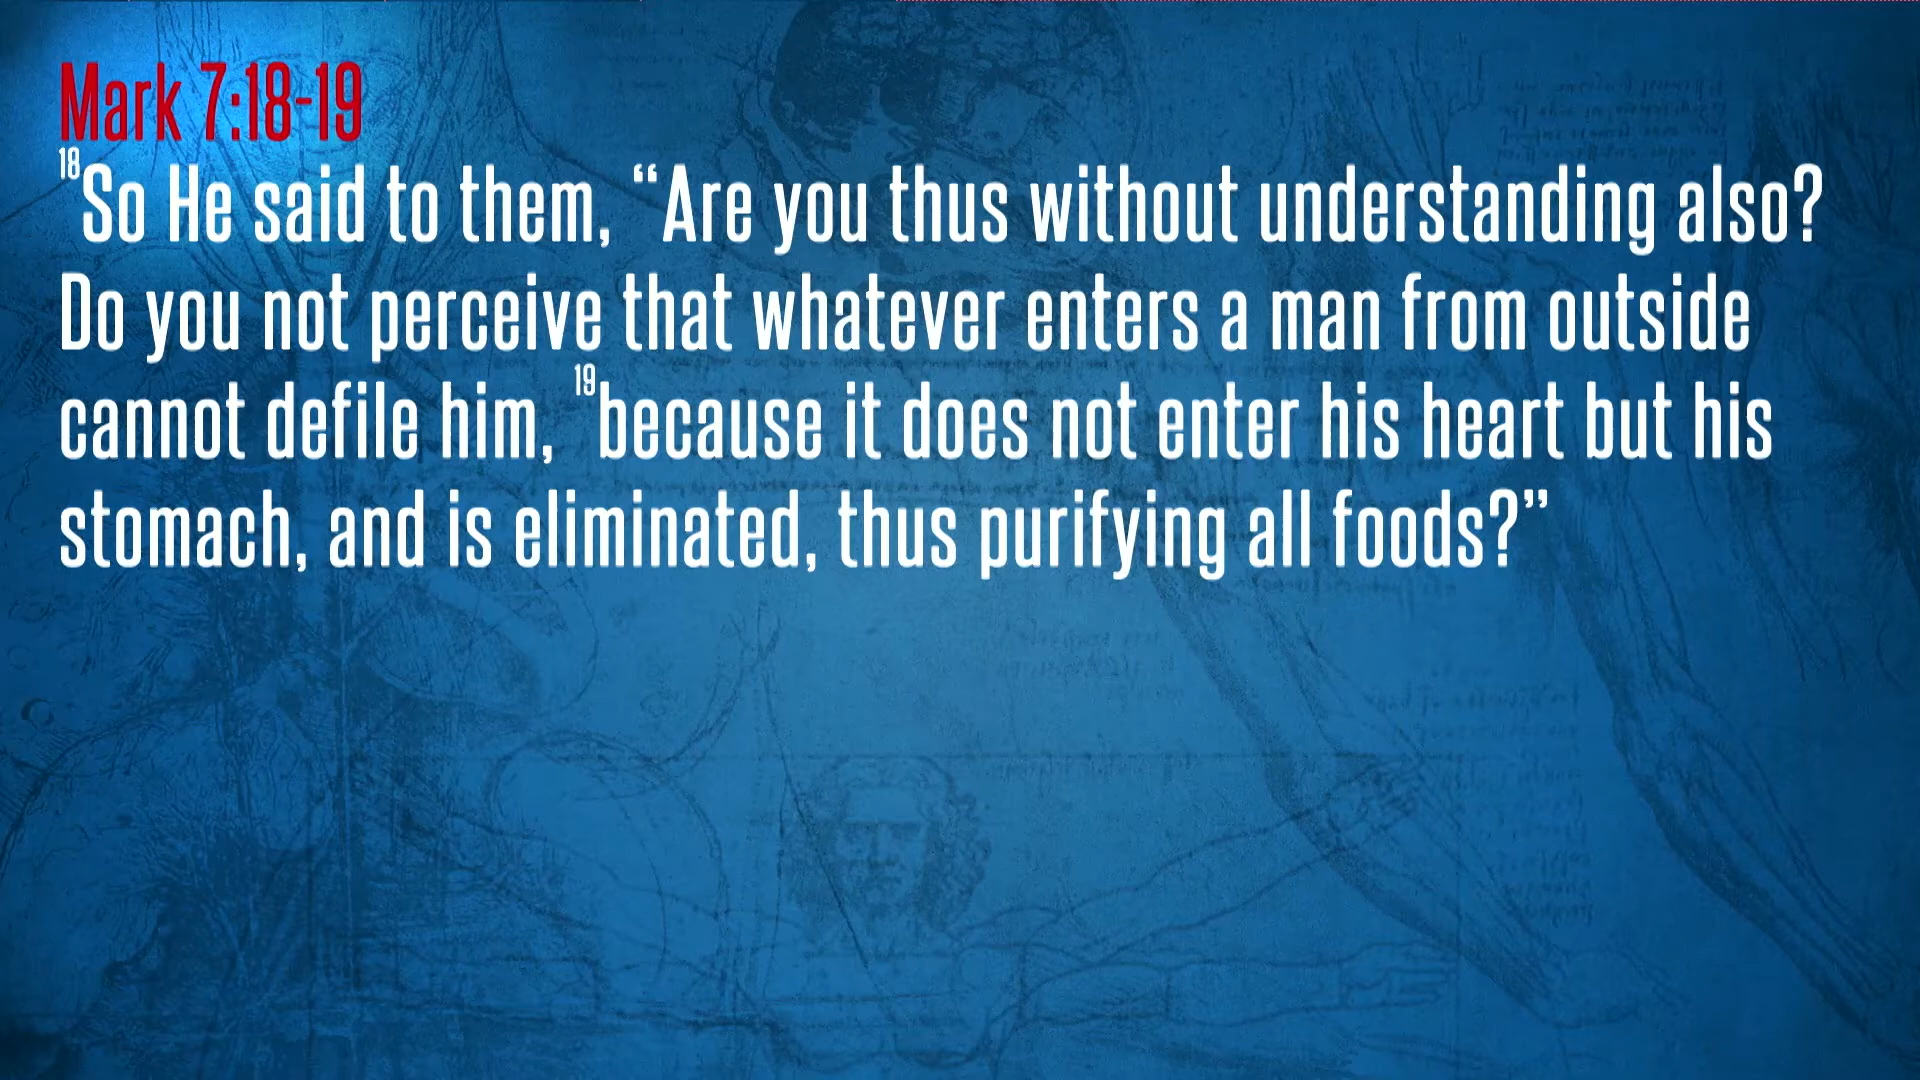 Mark 7:18-19
18So He said to them, “Are you thus without understanding also?
Do you not perceive that whatever enters a man from outside
cannot defile him, 19because it does not enter his heart but his
stomach, and is eliminated, thus purifying all foods?”